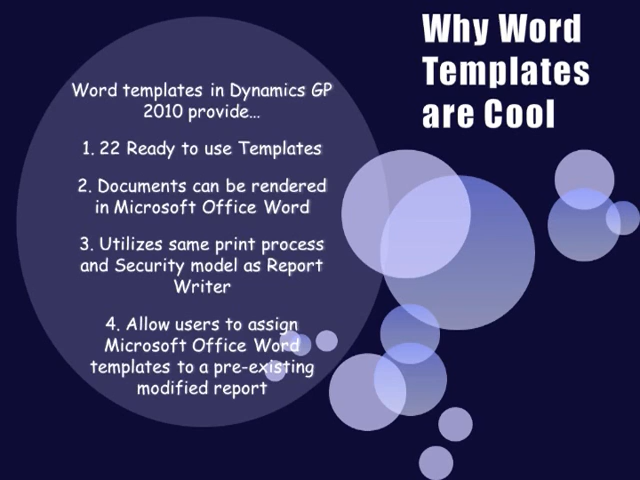 Why Word
Templates
are Cool
Word templates in Dynamics GP
2010 provide...
1. 22 Ready to use Templates
2. Documents can be rendered
in Microsoft Office Word
3. Utilizes same print process
and Security model as Report
Writer
4. Allow users to assign
Microsoft Office Word
templates to a pre-existing
modified report